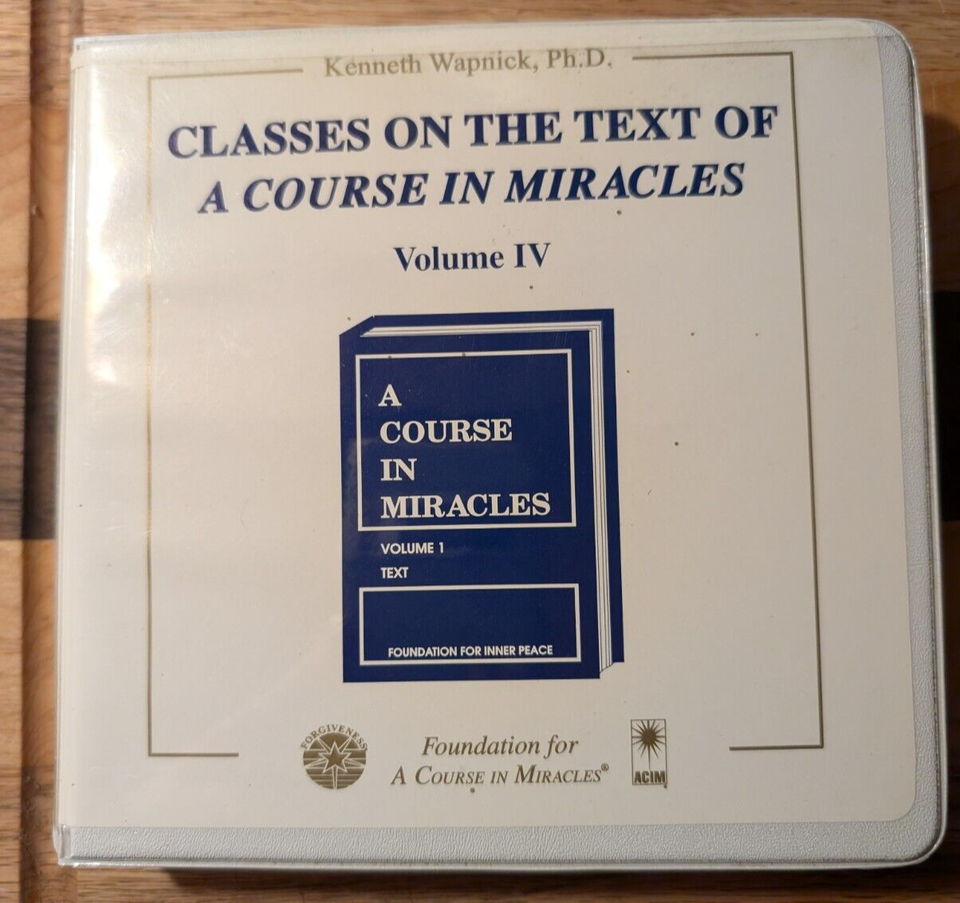 Kenneth Wapnick, Ph.D.
CLASSES ON THE TEXT OF
A COURSE IN MIRACLES
Volume IV
A
COURSE
IN
MIRACLES
VOLUME 1
TEXT
FOUNDATION FOR INNER PEACE
FORGIVENESS
Foundation for
A COURSE IN MIRACLES®
ACIM